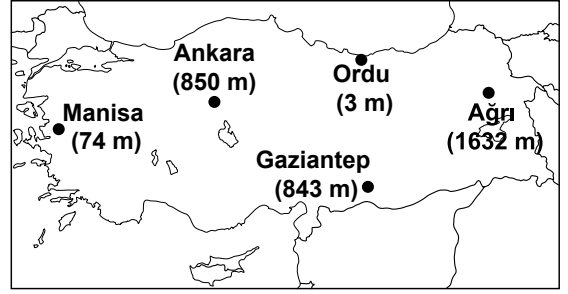 Ankara
(850 m)
Ordu
(3 m)
Manisa
(74 m)
Ağrı
(1632 m)
Gaziantep
(843 m)